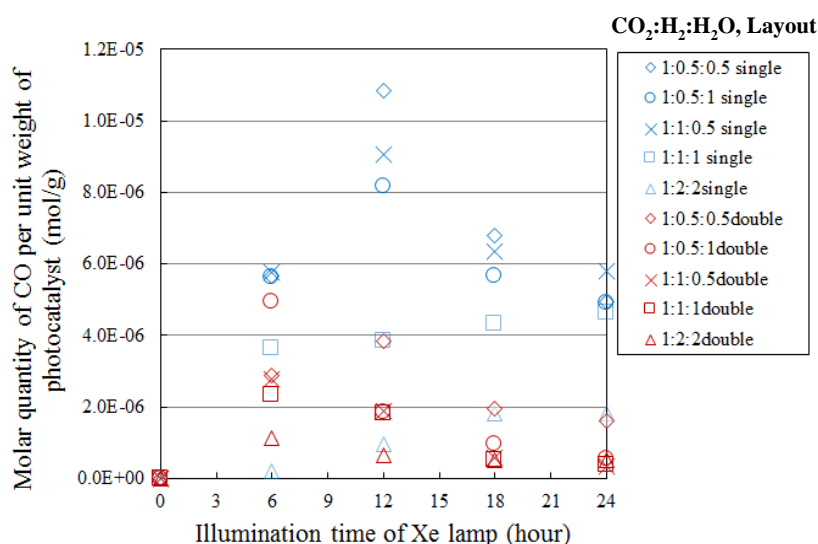 CO₂:H₂:H₂O, Layout
1:0.5:0.5 single
1:0.5:1 single
1:1:0.5 single
1:1:1 single
1:2:2single
1:0.5:0.5double
1:0.5:1double
1:1:0.5double
1:1:1double
1:2:2double
Molar quantity of CO per unit weight of
photocatalyst (mol/g)
1.2E-05
1.0E-05
8.0E-06
6.0E-06
4.0E-06
2.0E-06
0.0E+00
0 3 6 9 12 15 18 21 24
Illumination time of Xe lamp (hour)